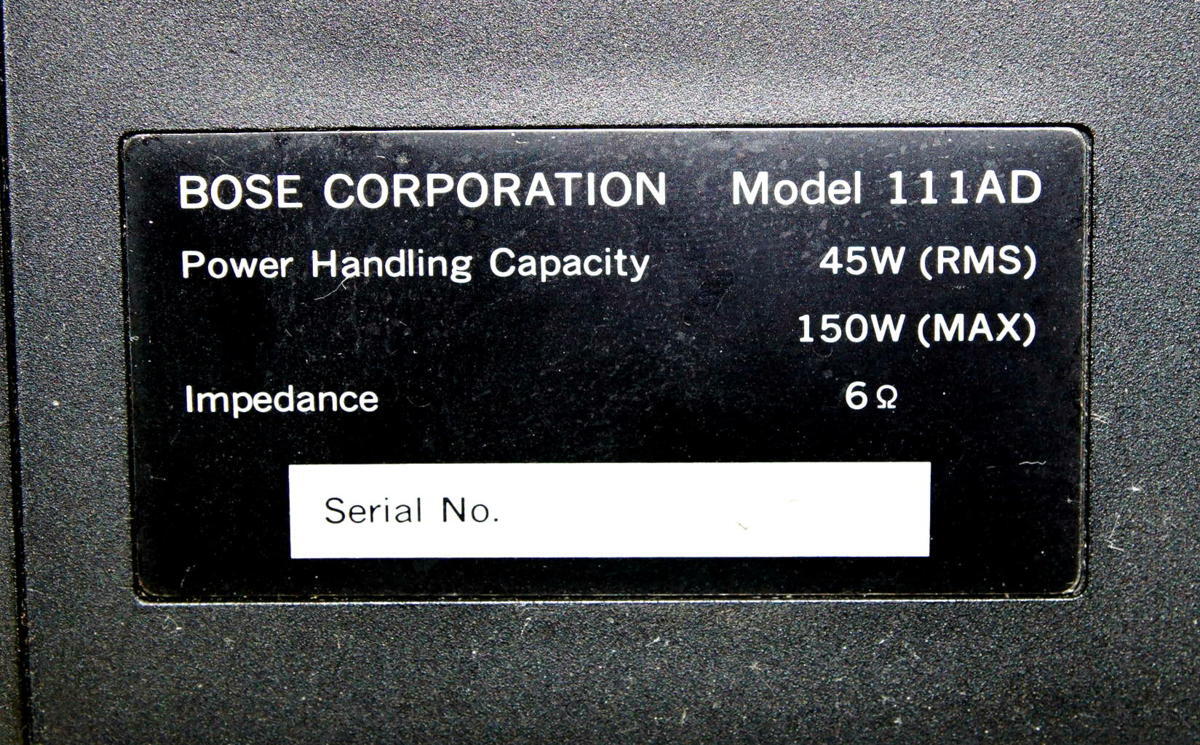 BOSE CORPORATION Model 111AD
Power Handling Capacity 45W (RMS)
150W (MAX)
Impedance 6Ω
Serial No.